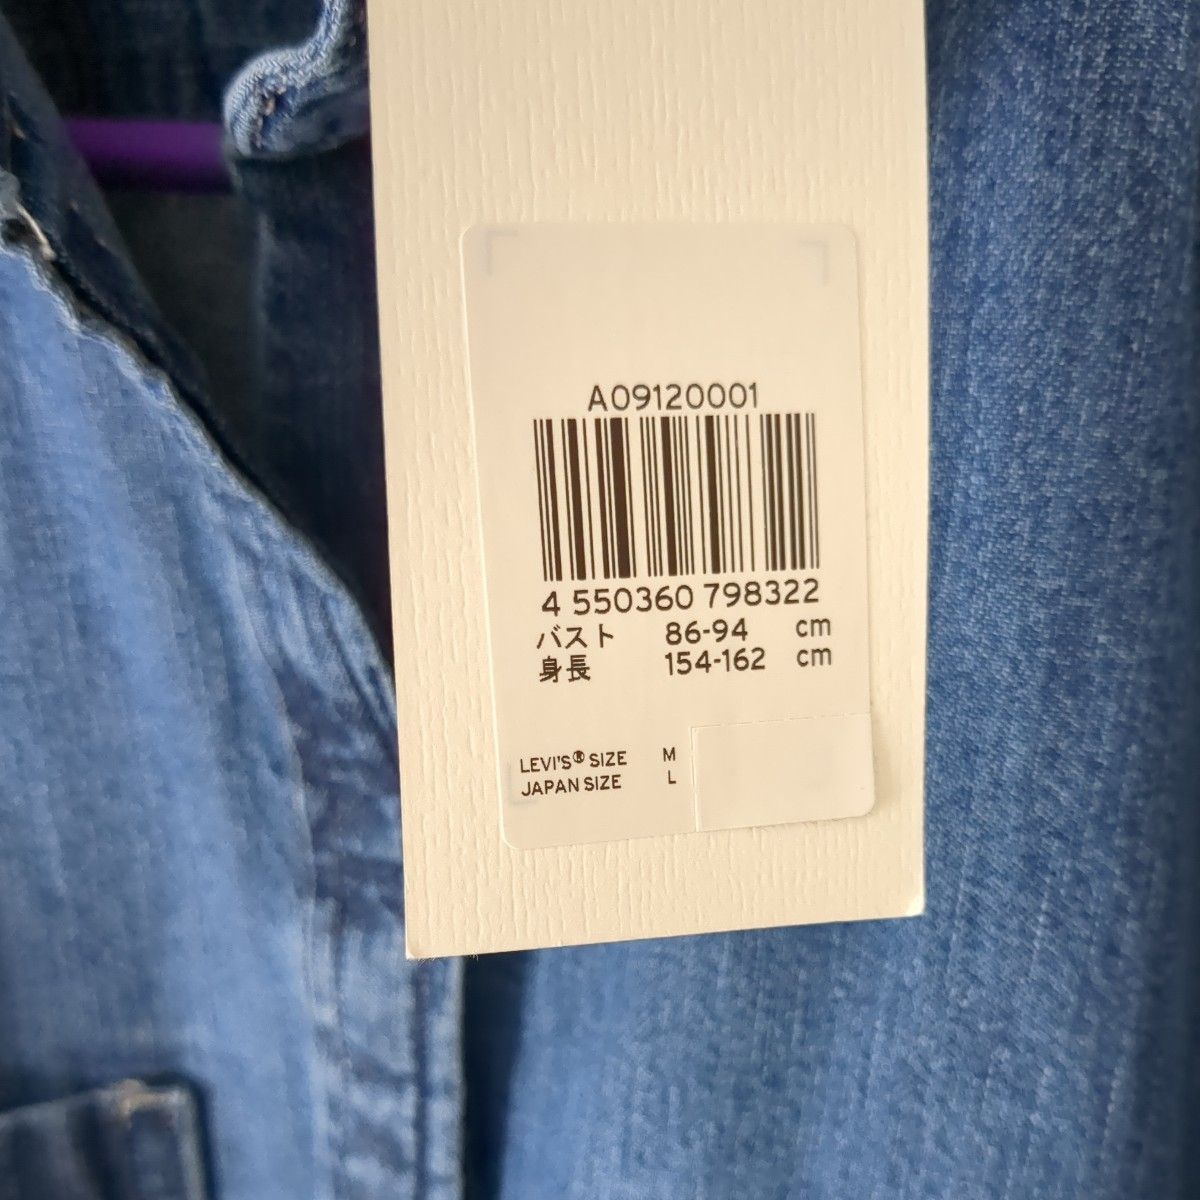 A09120001
4 550360 798322
バスト 86-94 cm
身長 154-162 cm
LEVI'S® SIZE M
JAPAN SIZE L